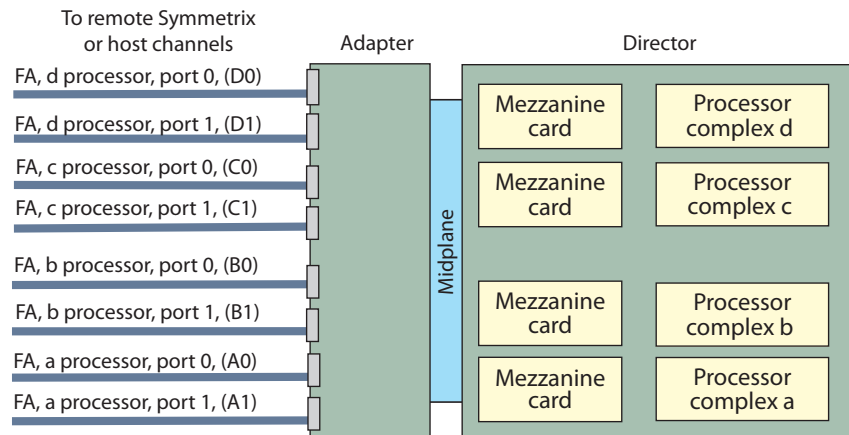 To remote Symmetrix
or host channels
Adapter
Director
FA, d processor, port 0, (D0)
FA, d processor, port 1, (D1)
FA, c processor, port 0, (C0)
FA, c processor, port 1, (C1)
FA, b processor, port 0, (B0)
FA, b processor, port 1, (B1)
FA, a processor, port 0, (A0)
FA, a processor, port 1, (A1)
Midplane
Mezzanine
card
Processor
complex d
Mezzanine
card
Processor
complex c
Mezzanine
card
Processor
complex b
Mezzanine
card
Processor
complex a